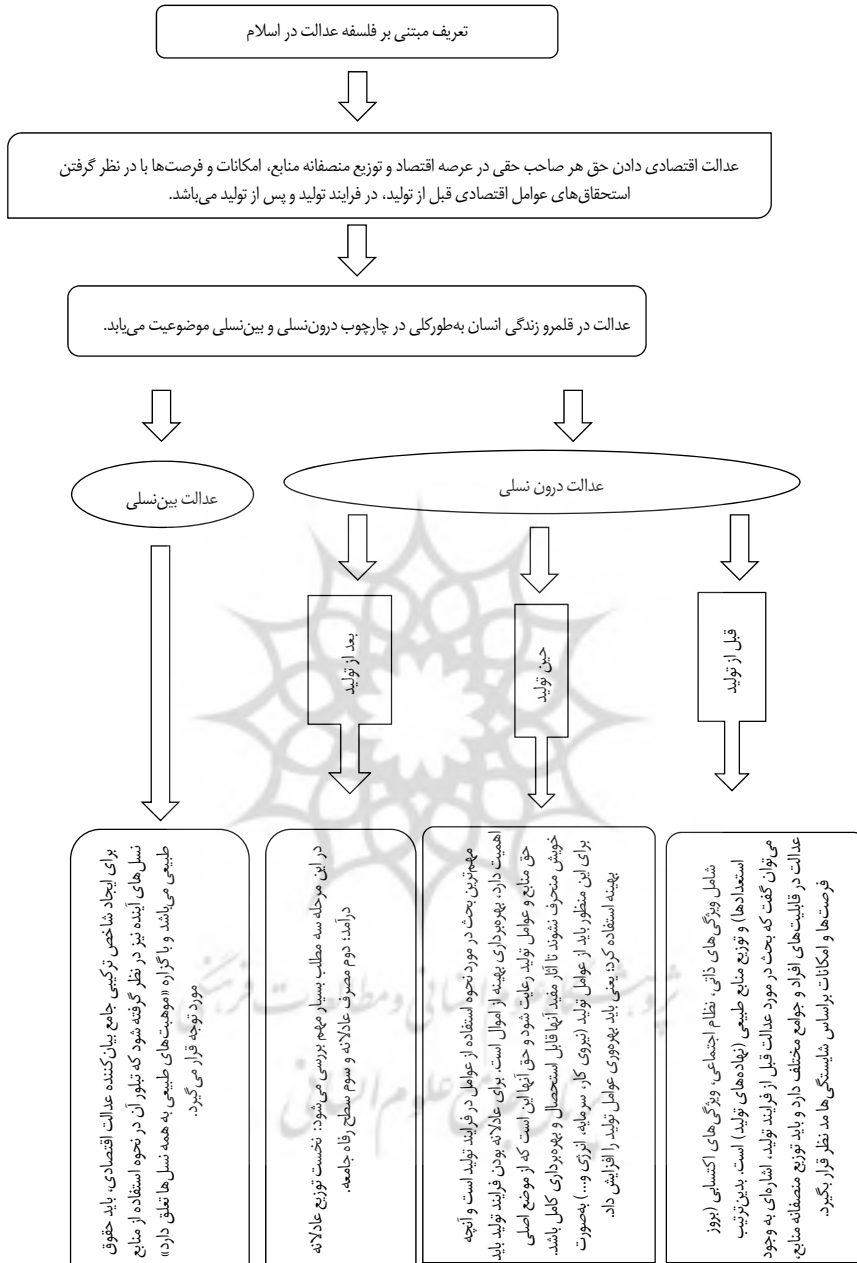 تعریف مبتنی بر فلسفه عدالت در اسلام
عدالت اقتصادی دادن حق هر صاحب حقی در عرصه اقتصاد و توزیع منصفانه منابع، امکانات و فرصت‌ها با در نظر گرفتن
استحقاق‌های عوامل اقتصادی قبل از تولید، در فرایند تولید و پس از تولید می‌باشد.
عدالت در قلمرو زندگی انسان به‌طورکلی در چارچوب درون‌نسلی و بین‌نسلی موضوعیت می‌یابد.
عدالت درون نسلی
عدالت بین‌نسلی
قبل از تولید
حین تولید
بعد از تولید
شامل ویژگی‌های ذاتی، نظام اجتماعی، ویژگی‌های اکتسابی (بروز
استعدادها) و توزیع منابع طبیعی (نهاده‌های تولید) است. بدین‌ترتیب
می‌توان گفت که بحث در مورد عدالت قبل از فرایند تولید، اشاره‌ای به وجود
عدالت در قابلیت‌های افراد و جوامع مختلف دارد و باید توزیع منصفانه منابع،
فرصت‌ها و امکانات براساس شایستگی‌ها مد نظر قرار بگیرد.
مهم‌ترین بحث در مورد نحوه استفاده از عوامل در فرایند تولید است و آنچه
اهمیت دارد، بهره‌برداری بهینه از اموال است. برای عادلانه بودن فرایند تولید باید
حق منابع و عوامل تولید رعایت شود و حق آنها این است که از موضع اصلی
خویش منحرف نشوند تا آثار مفید آنها قابل استحصال و بهره‌برداری کامل باشد.
برای این منظور باید از عوامل تولید (نیروی کار، سرمایه، انرژی و...) به‌صورت
بهینه استفاده کرد؛ یعنی باید بهره‌وری عوامل تولید را افزایش داد.
در این مرحله سه مطلب بسیار مهم بررسی می‌شود: نخست توزیع عادلانه
درآمد؛ دوم مصرف عادلانه و سوم سطح رفاه جامعه.
برای ایجاد شاخص ترکیبی جامع بیان‌کننده عدالت اقتصادی، باید حقوق
نسل‌های آینده نیز در نظر گرفته شود که تبلور آن در نحوه استفاده از منابع
طبیعی می‌باشد و با گزاره «موهبت‌های طبیعی به همه نسل‌ها تعلق دارد»
مورد توجه قرار می‌گیرد.
پژوهشگاه علوم انسانی و مطالعات فرهنگی
پرتال جامع علوم انسانی